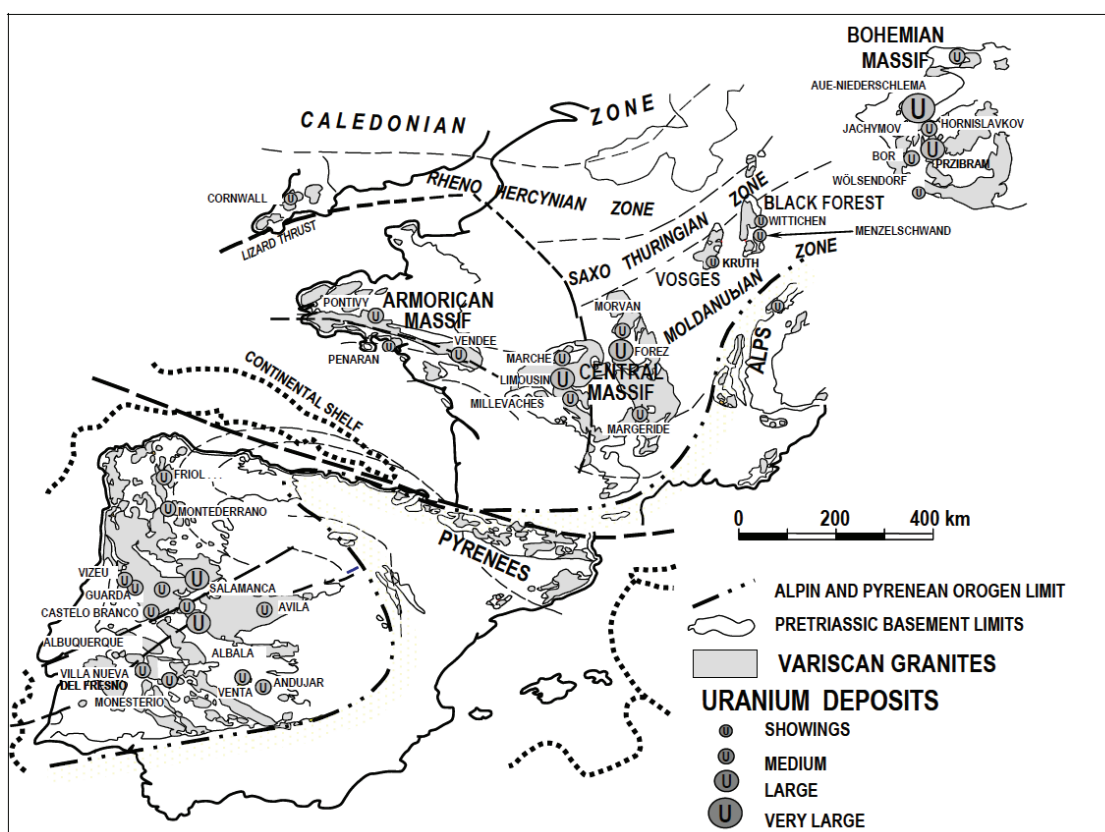 BOHEMIAN
MASSIF
AUE-NIEDERSCHLEMA
JACHYMOV
HORNISLAVKOV
BOR
PRZIBRAM
WÖLSENDORF
CALEDONIAN ZONE
RHENO HERCYNIAN ZONE
CORNWALL
LIZARD THRUST
SAXO THURINGIAN ZONE
BLACK FOREST
WITTICHEN
MENZELSCHWAND
VOSGES
KRUTH
MOLDANUBIAN ZONE
ALPS
PONTIVY
ARMORICAN
MASSIF
VENDEE
PENARAN
MORVAN
FOREZ
MARCHE
LIMOUSIN
CENTRAL
MASSIF
MILLEVACHES
MARGERIDE
CONTINENTAL SHELF
PYRENEES
FRIOL . . .
MONTEDERRANO
VIZEU
GUARDA
SALAMANCA
CASTELO BRANCO
AVILA
ALBUQUERQUE
ALBALA
VILLA NUEVA
DEL FRESNO
VENTA
ANDUJAR
MONESTERIO
U U U U U U U U U U U U U U U U U U U U U U U U U U U U U U U U U U U U
0 200 400 km
ALPIN AND PYRENEAN OROGEN LIMIT
PRETRIASSIC BASEMENT LIMITS
VARISCAN GRANITES
URANIUM DEPOSITS
U SHOWINGS
U MEDIUM
U LARGE
U VERY LARGE